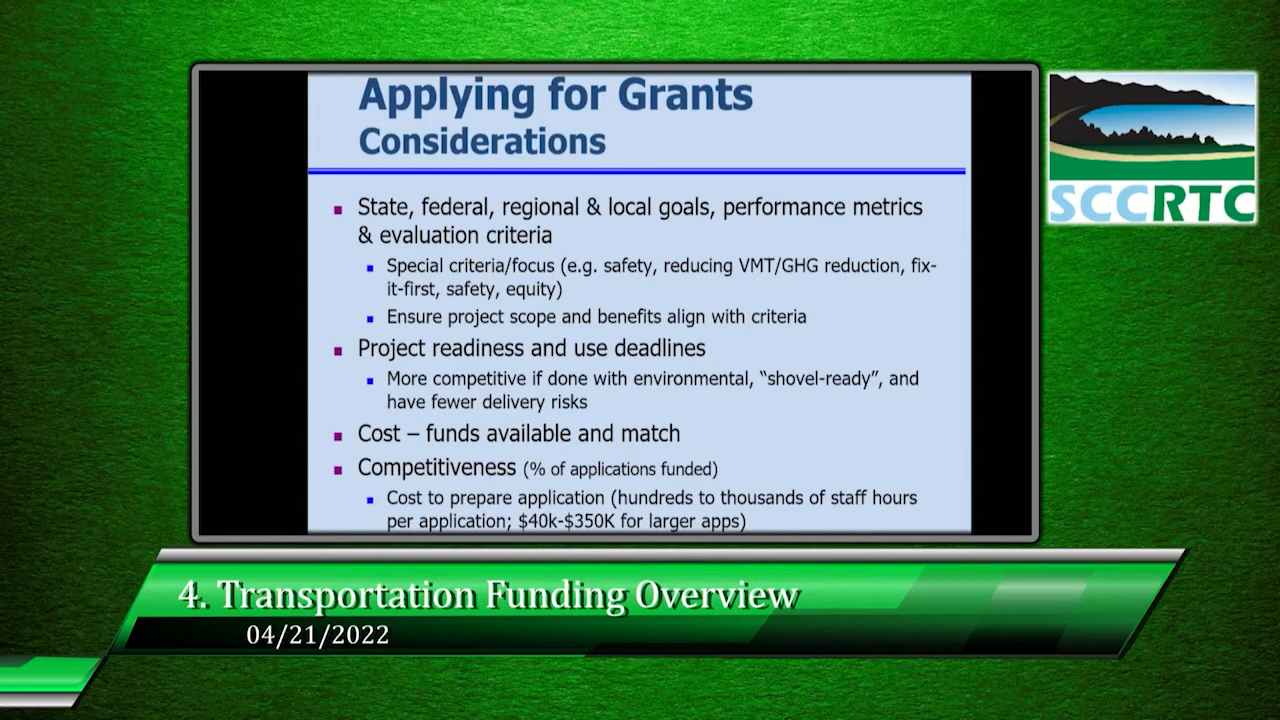 Applying for Grants
Considerations
State, federal, regional & local goals, performance metrics
& evaluation criteria
Special criteria/focus (e.g. safety, reducing VMT/GHG reduction, fix-
it-first, safety, equity)
Ensure project scope and benefits align with criteria
Project readiness and use deadlines
More competitive if done with environmental, “shovel-ready”, and
have fewer delivery risks
Cost – funds available and match
Competitiveness (% of applications funded)
Cost to prepare application (hundreds to thousands of staff hours
per application; $40k-$350K for larger apps)
SCCRTC
4. Transportation Funding Overview
04/21/2022